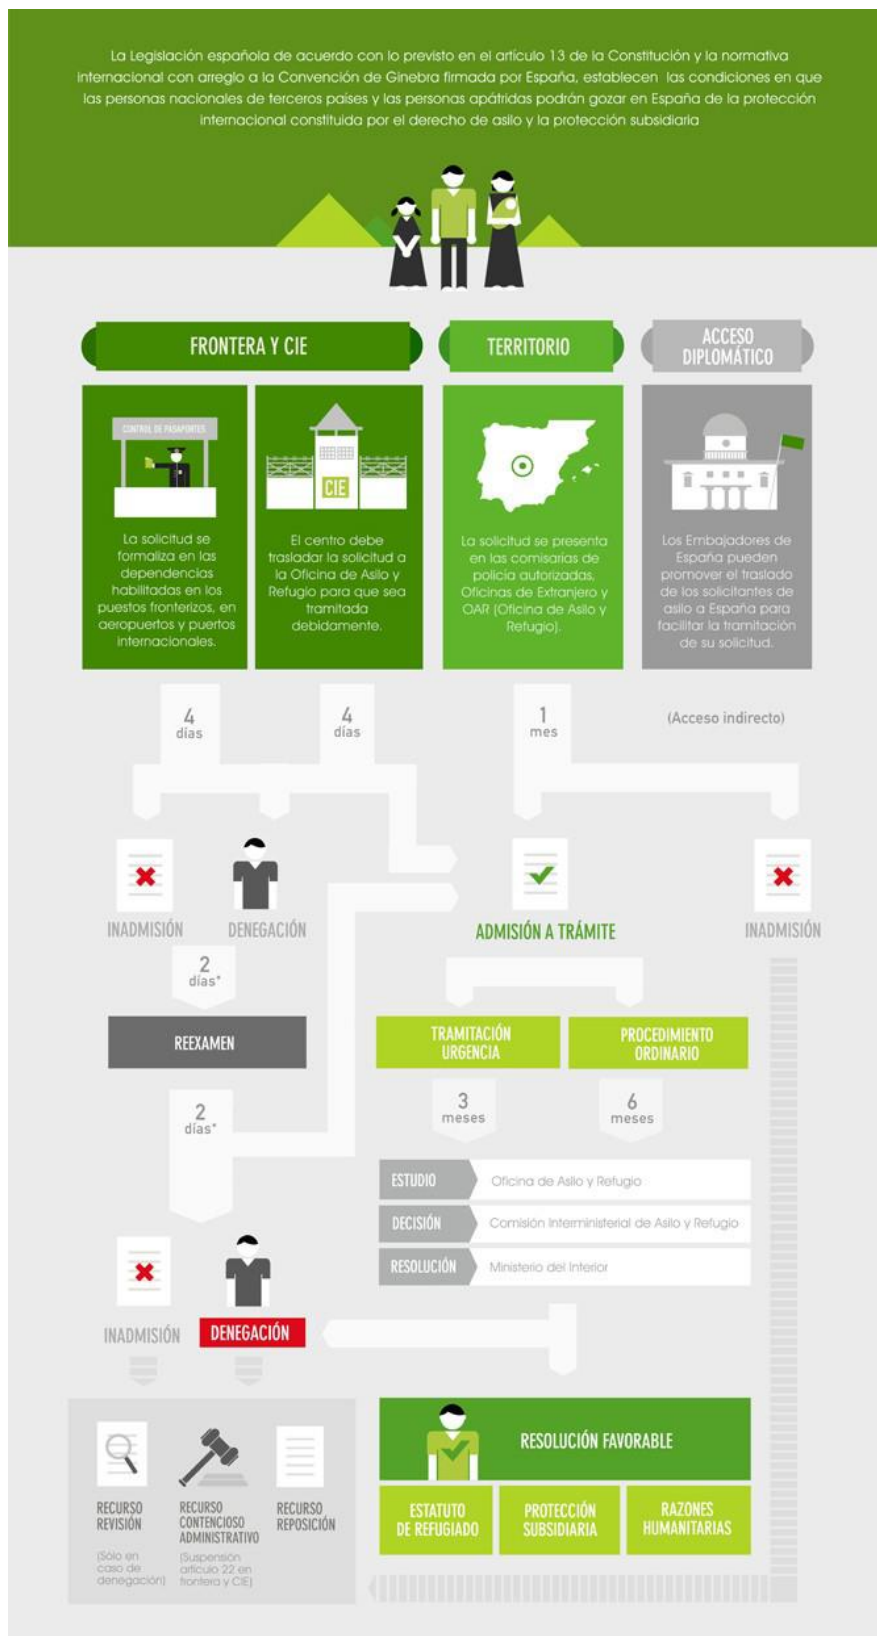 La Legislación española de acuerdo con lo previsto en el artículo 13 de la Constitución y la normativa
internacional con arreglo a la Convención de Ginebra firmada por España, establecen las condiciones en que
las personas nacionales de terceros países y las personas apátridas podrán gozar en España de la protección
internacional constituida por el derecho de asilo y la protección subsidiaria
FRONTERA Y CIE
TERRITORIO
ACCESO
DIPLOMÁTICO
CONTROL DE PASAPORTES
CIE
La solicitud se
formaliza en las
dependencias
habilitadas en los
puestos fronterizos, en
aeropuertos y puertos
internacionales.
El centro debe
trasladar la solicitud a
la Oficina de Asilo y
Refugio para que sea
tramitada
debidamente.
La solicitud se presenta
en las comisarías de
policía autorizadas,
Oficinas de Extranjero y
OAR (Oficina de Asilo y
Refugio).
Los Embajadores de
España pueden
promover el traslado
de los solicitantes de
asilo a España para
facilitar la tramitación
de su solicitud.
4
días
4
días
1
mes
(Acceso indirecto)
INADMISIÓN
DENEGACIÓN
ADMISIÓN A TRÁMITE
INADMISIÓN
2
días*
REEXAMEN
TRAMITACIÓN
URGENCIA
PROCEDIMIENTO
ORDINARIO
2
días*
3
meses
6
meses
ESTUDIO
Oficina de Asilo y Refugio
DECISIÓN
Comisión Interministerial de Asilo y Refugio
RESOLUCIÓN
Ministerio del Interior
INADMISIÓN
DENEGACIÓN
RECURSO
REVISIÓN
(Sólo en
caso de
denegación)
RECURSO
CONTENCIOSO
ADMINISTRATIVO
(Suspensión
artículo 22 en
frontera y CIE)
RECURSO
REPOSICIÓN
RESOLUCIÓN FAVORABLE
ESTATUTO
DE REFUGIADO
PROTECCIÓN
SUBSIDIARIA
RAZONES
HUMANITARIAS